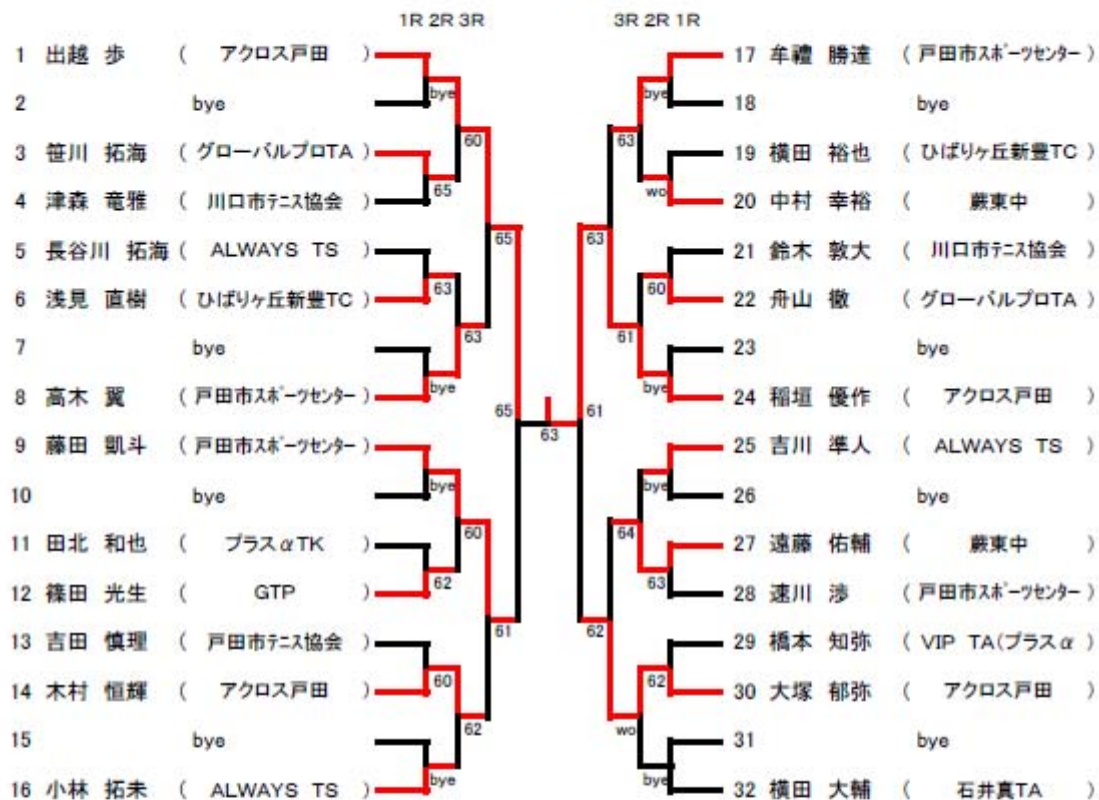 1R 2R 3R 3R 2R 1R
1 出越 歩 ( アクロス戸田 ) 17 牟禮 勝達 ( 戸田市スポーツセンター )
bye bye
2 bye 18 bye
60 63
3 笹川 拓海 ( グローバルプロTA ) 19 横田 裕也 ( ひばりヶ丘新豊TC )
65 wo
4 津森 竜雅 ( 川口市テニス協会 ) 20 中村 幸裕 ( 蕨東中 )
65 63
5 長谷川 拓海 ( ALWAYS TS ) 21 鈴木 敦大 ( 川口市テニス協会 )
63 60
6 浅見 直樹 ( ひばりヶ丘新豊TC ) 22 舟山 徹 ( グローバルプロTA )
63 61
7 bye 23 bye
bye bye
8 高木 翼 ( 戸田市スポーツセンター ) 24 稲垣 優作 ( アクロス戸田 )
65 63 61
9 藤田 凱斗 ( 戸田市スポーツセンター ) 25 吉川 準人 ( ALWAYS TS )
bye bye
10 bye 26 bye
60 64
11 田北 和也 ( プラスαTK ) 27 遠藤 佑輔 ( 蕨東中 )
62 63
12 篠田 光生 ( GTP ) 28 速川 渉 ( 戸田市スポーツセンター )
61 62
13 吉田 慎理 ( 戸田市テニス協会 ) 29 橋本 知弥 ( VIP TA(プラスα )
60 62
14 木村 恒輝 ( アクロス戸田 ) 30 大塚 郁弥 ( アクロス戸田 )
62 wo
15 bye 31 bye
bye bye
16 小林 拓未 ( ALWAYS TS ) 32 横田 大輔 ( 石井真TA )